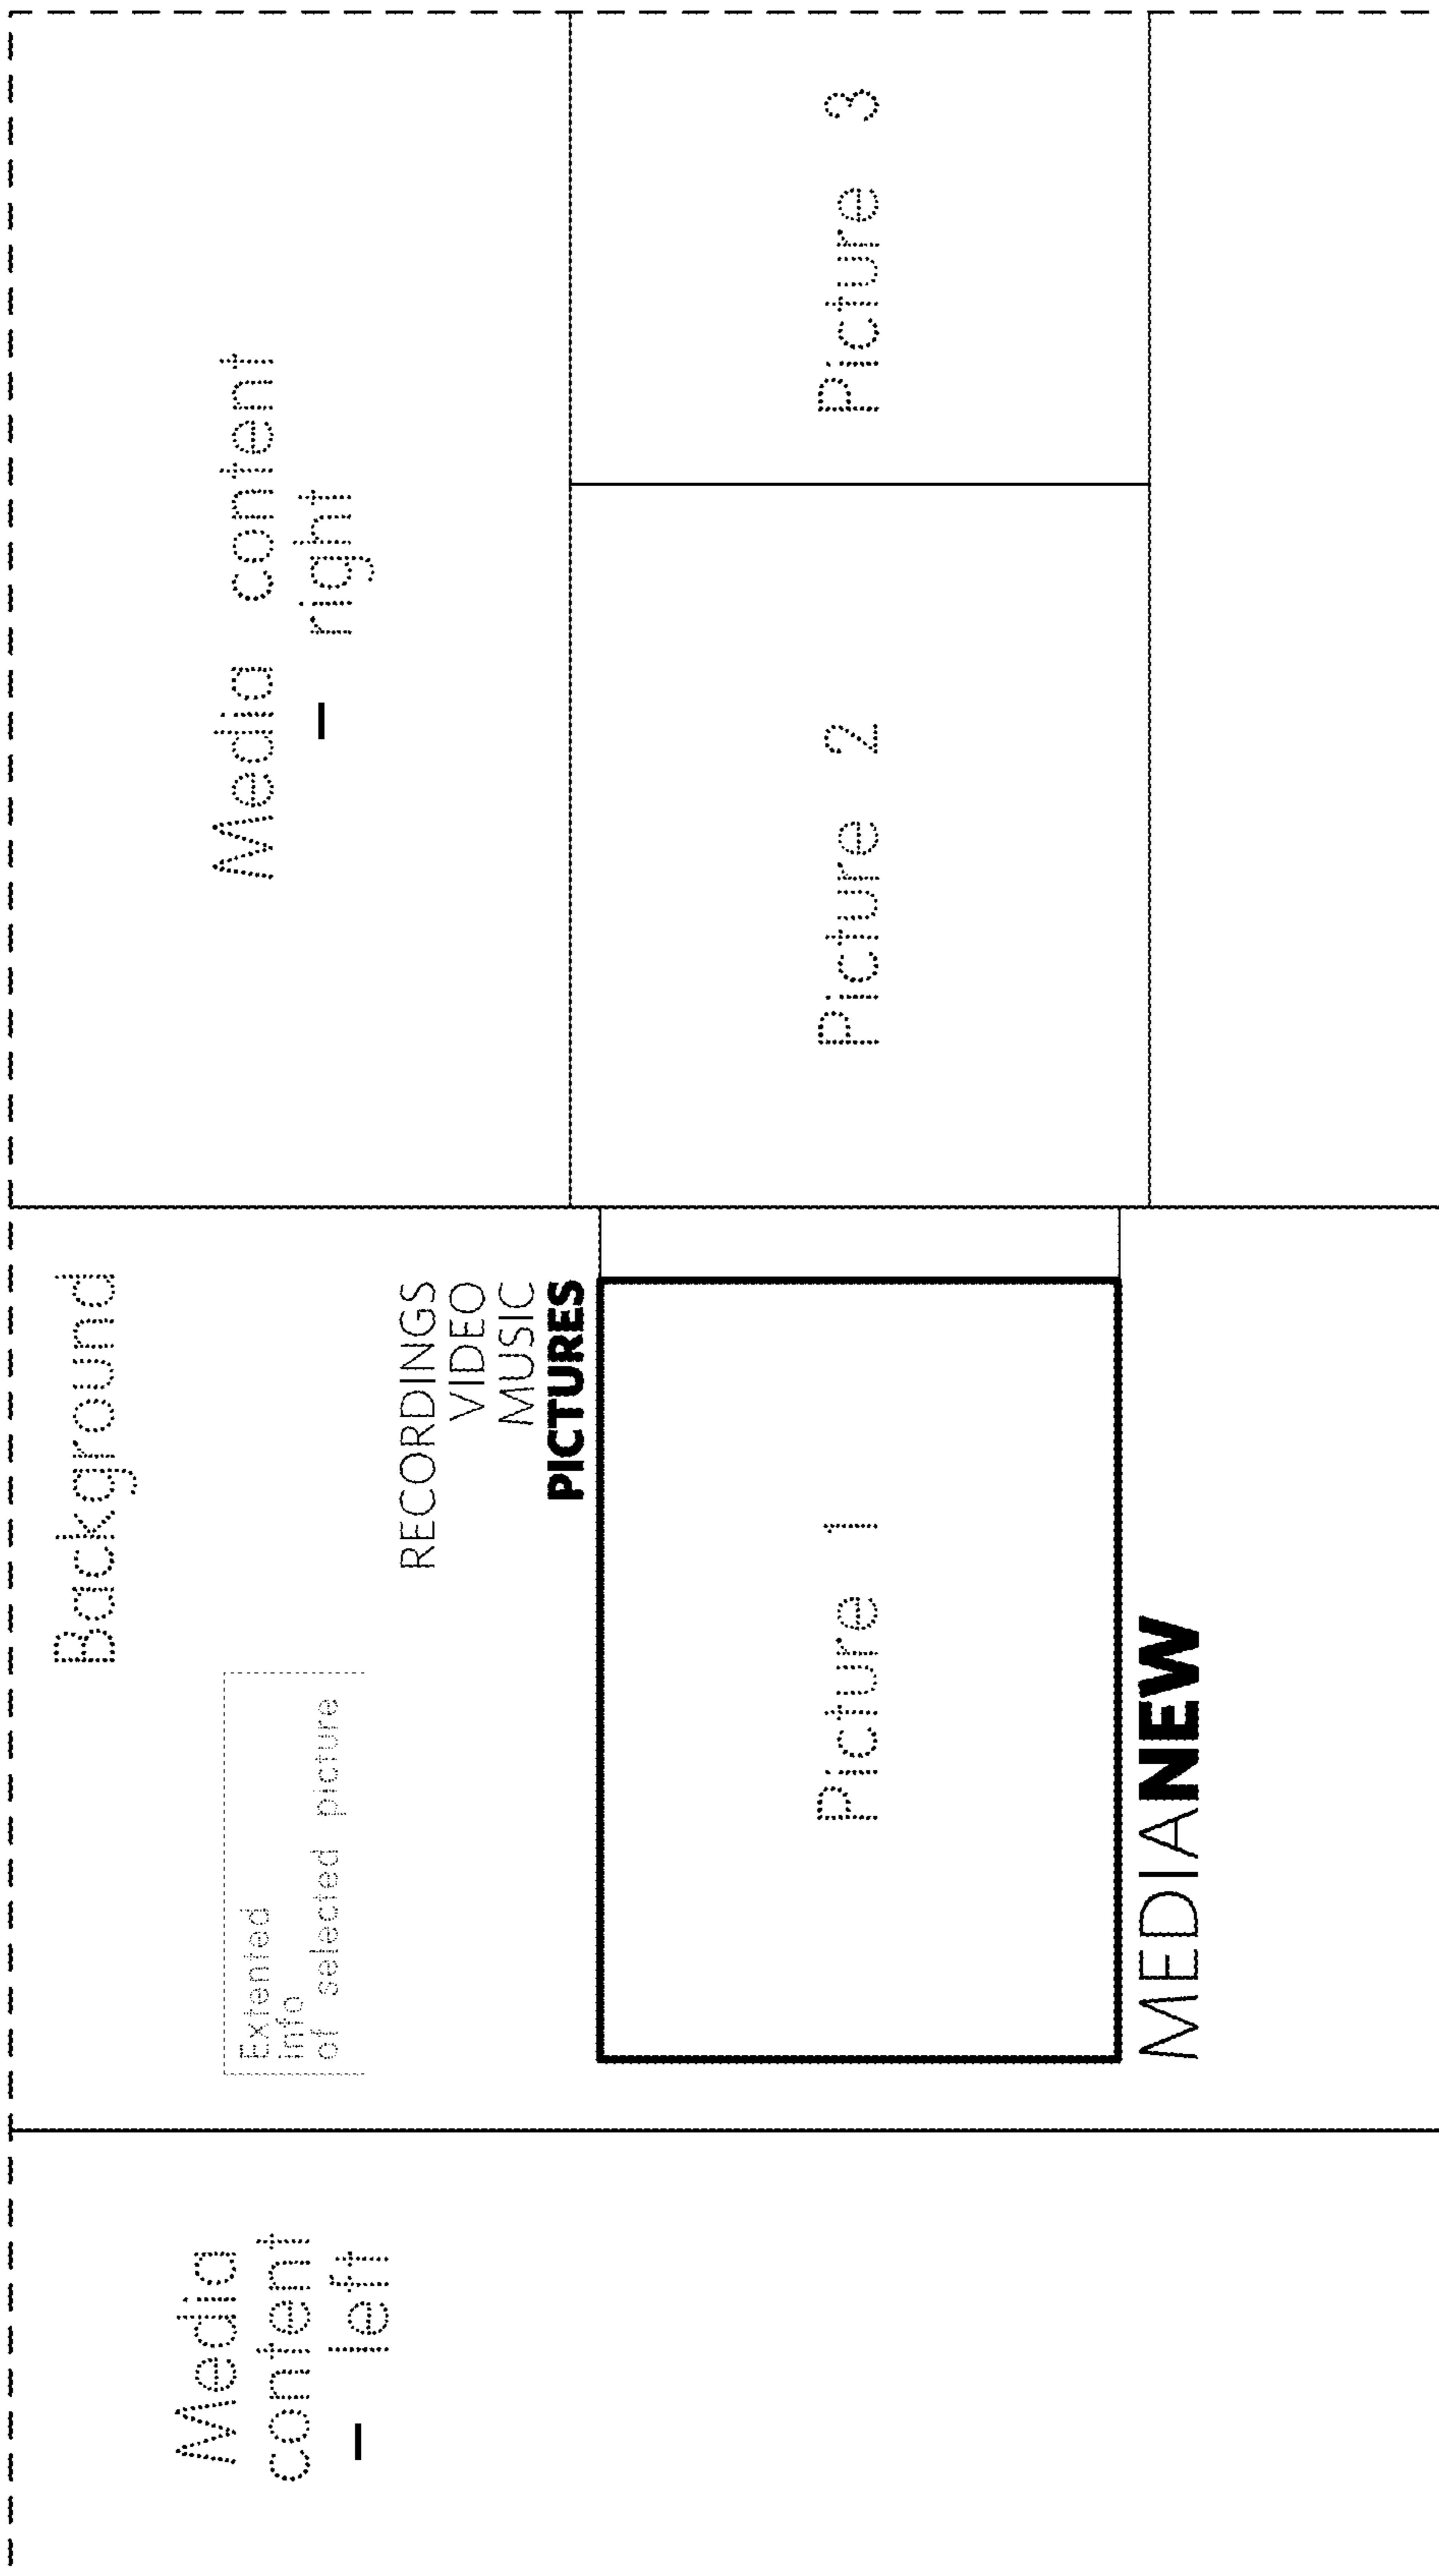 Media
content
- left
Background
Extented
info
of selected picture
RECORDINGS
VIDEO
MUSIC
PICTURES
Picture 1
MEDIANEW
Media content
- right
Picture 2
Picture 3